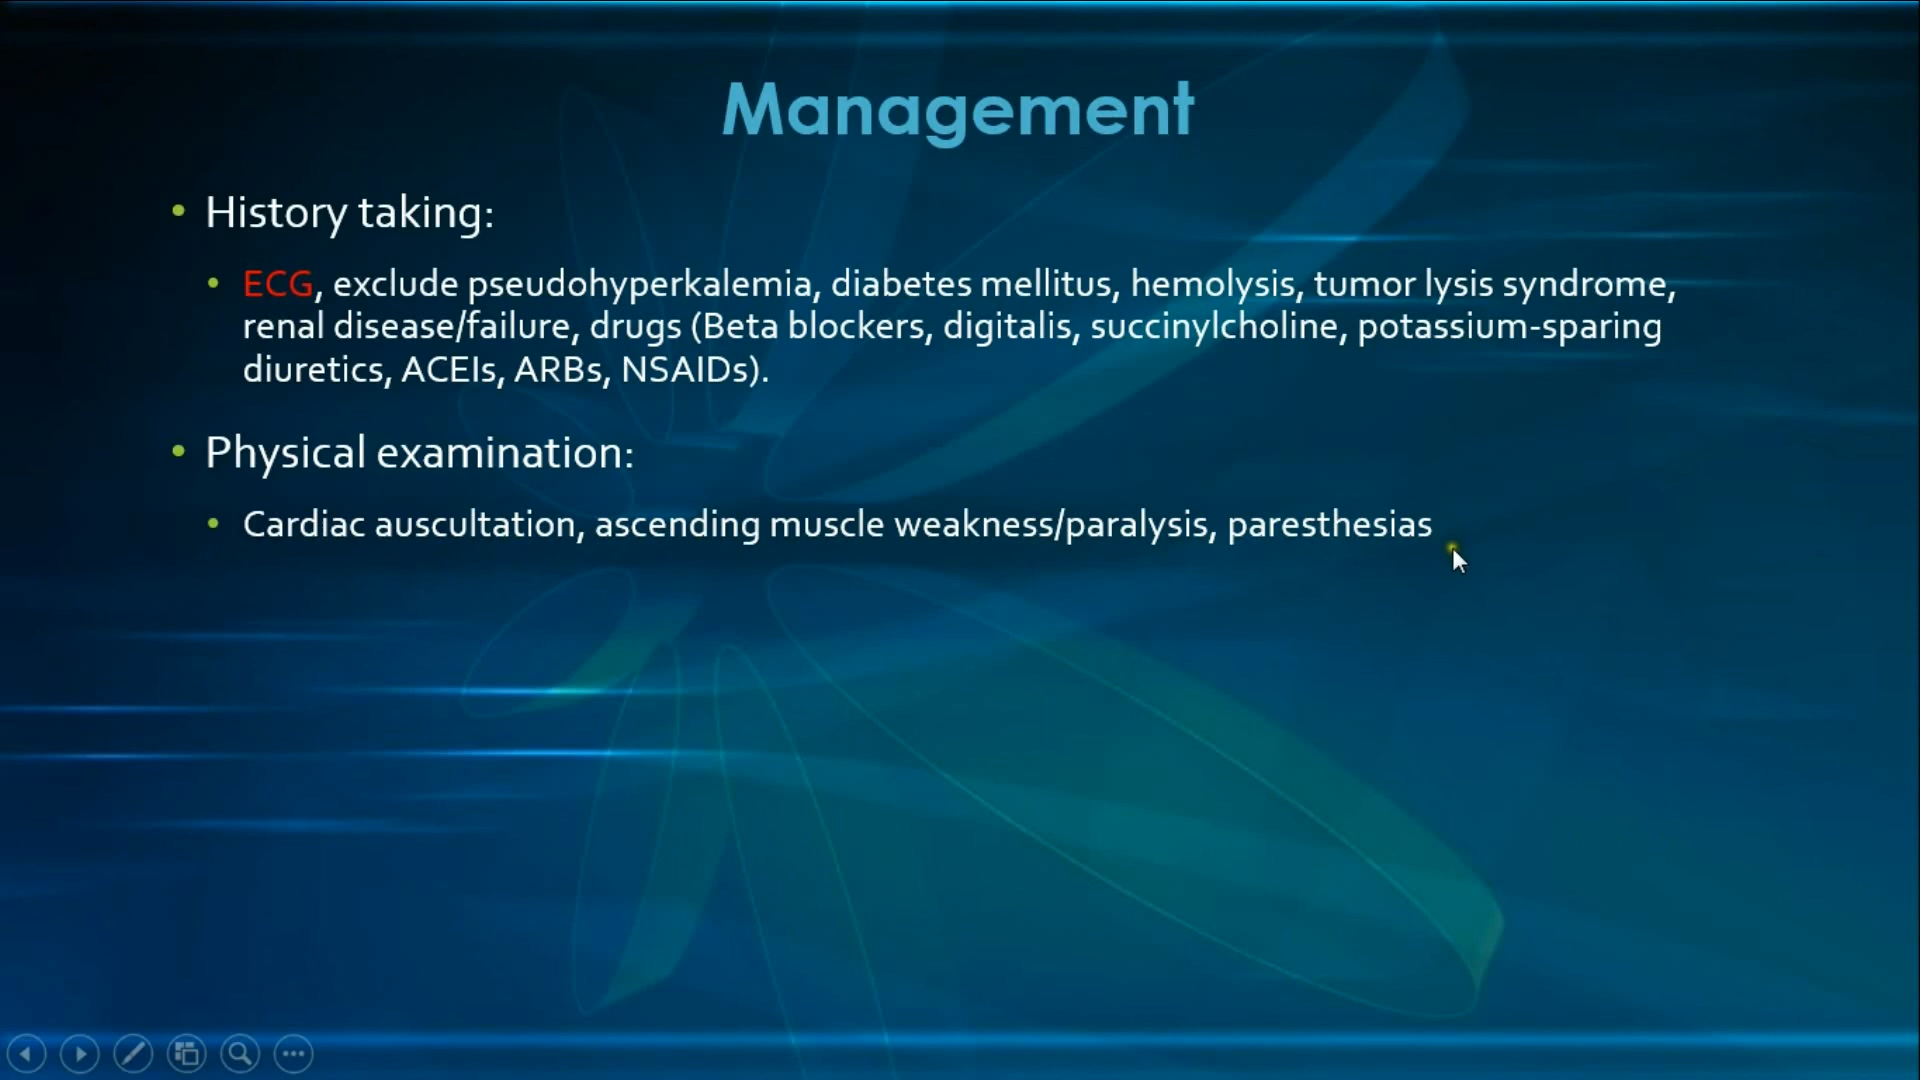 Management
• History taking:
• ECG, exclude pseudohyperkalemia, diabetes mellitus, hemolysis, tumor lysis syndrome,
renal disease/failure, drugs (Beta blockers, digitalis, succinylcholine, potassium-sparing
diuretics, ACEIs, ARBs, NSAIDs).
• Physical examination:
• Cardiac auscultation, ascending muscle weakness/paralysis, paresthesias